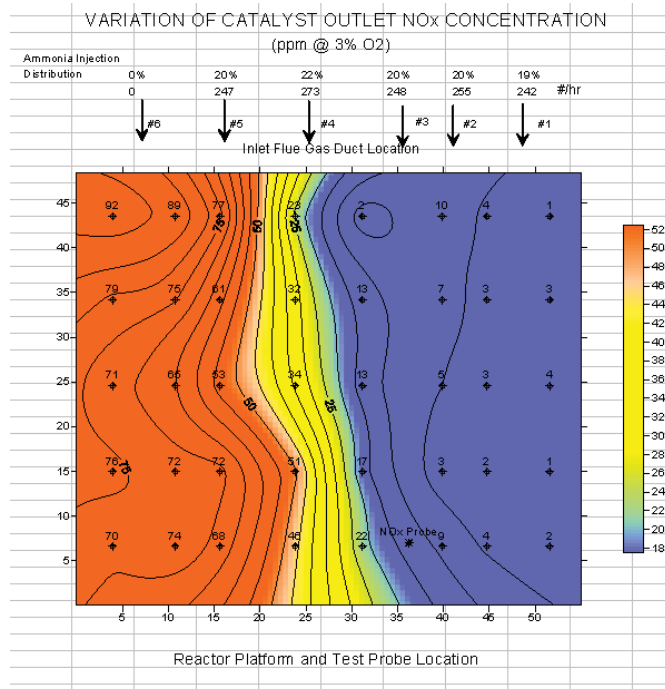 VARIATION OF CATALYST OUTLET NOx CONCENTRATION
(ppm @ 3% O2)
Ammonia Injection
Distribution 0% 20% 22% 20% 20% 19%
0 247 273 248 255 242 #/hr
#6 #5 #4 #3 #2 #1
Inlet Flue Gas Duct Location
45 92 89 77 23 2 10 4 1
75 50 25
40
35 79 75 61 32 13 7 3 3
30
25 71 66 53 34 13 5 3 4
50 25
20
15 76 72 72 51 17 3 2 1
75
10
NOx Probe
5 70 74 68 46 22 9 4 2
5 10 15 20 25 30 35 40 45 50
52
50
48
46
44
42
40
38
36
34
32
30
28
26
24
22
20
18
Reactor Platform and Test Probe Location